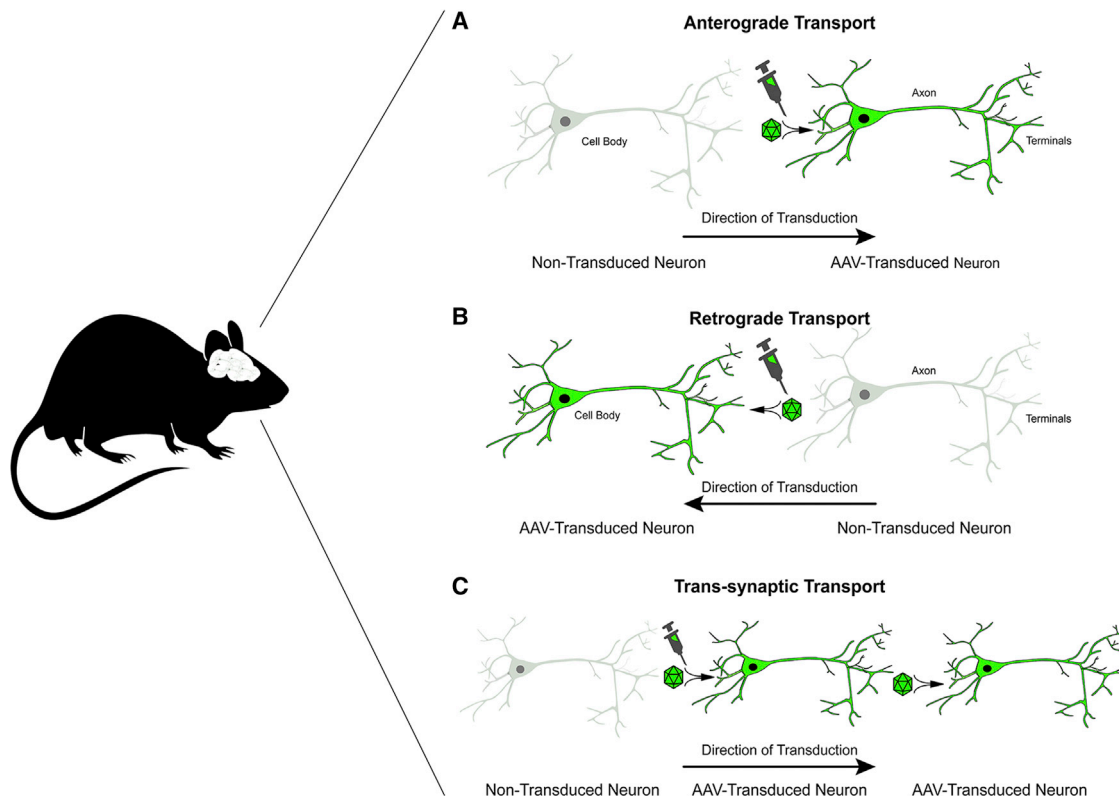 A
Anterograde Transport
Axon
Cell Body
Terminals
Direction of Transduction
Non-Transduced Neuron
AAV-Transduced Neuron
B
Retrograde Transport
Axon
Cell Body
Terminals
Direction of Transduction
AAV-Transduced Neuron
Non-Transduced Neuron
C
Trans-synaptic Transport
Direction of Transduction
Non-Transduced Neuron
AAV-Transduced Neuron
AAV-Transduced Neuron